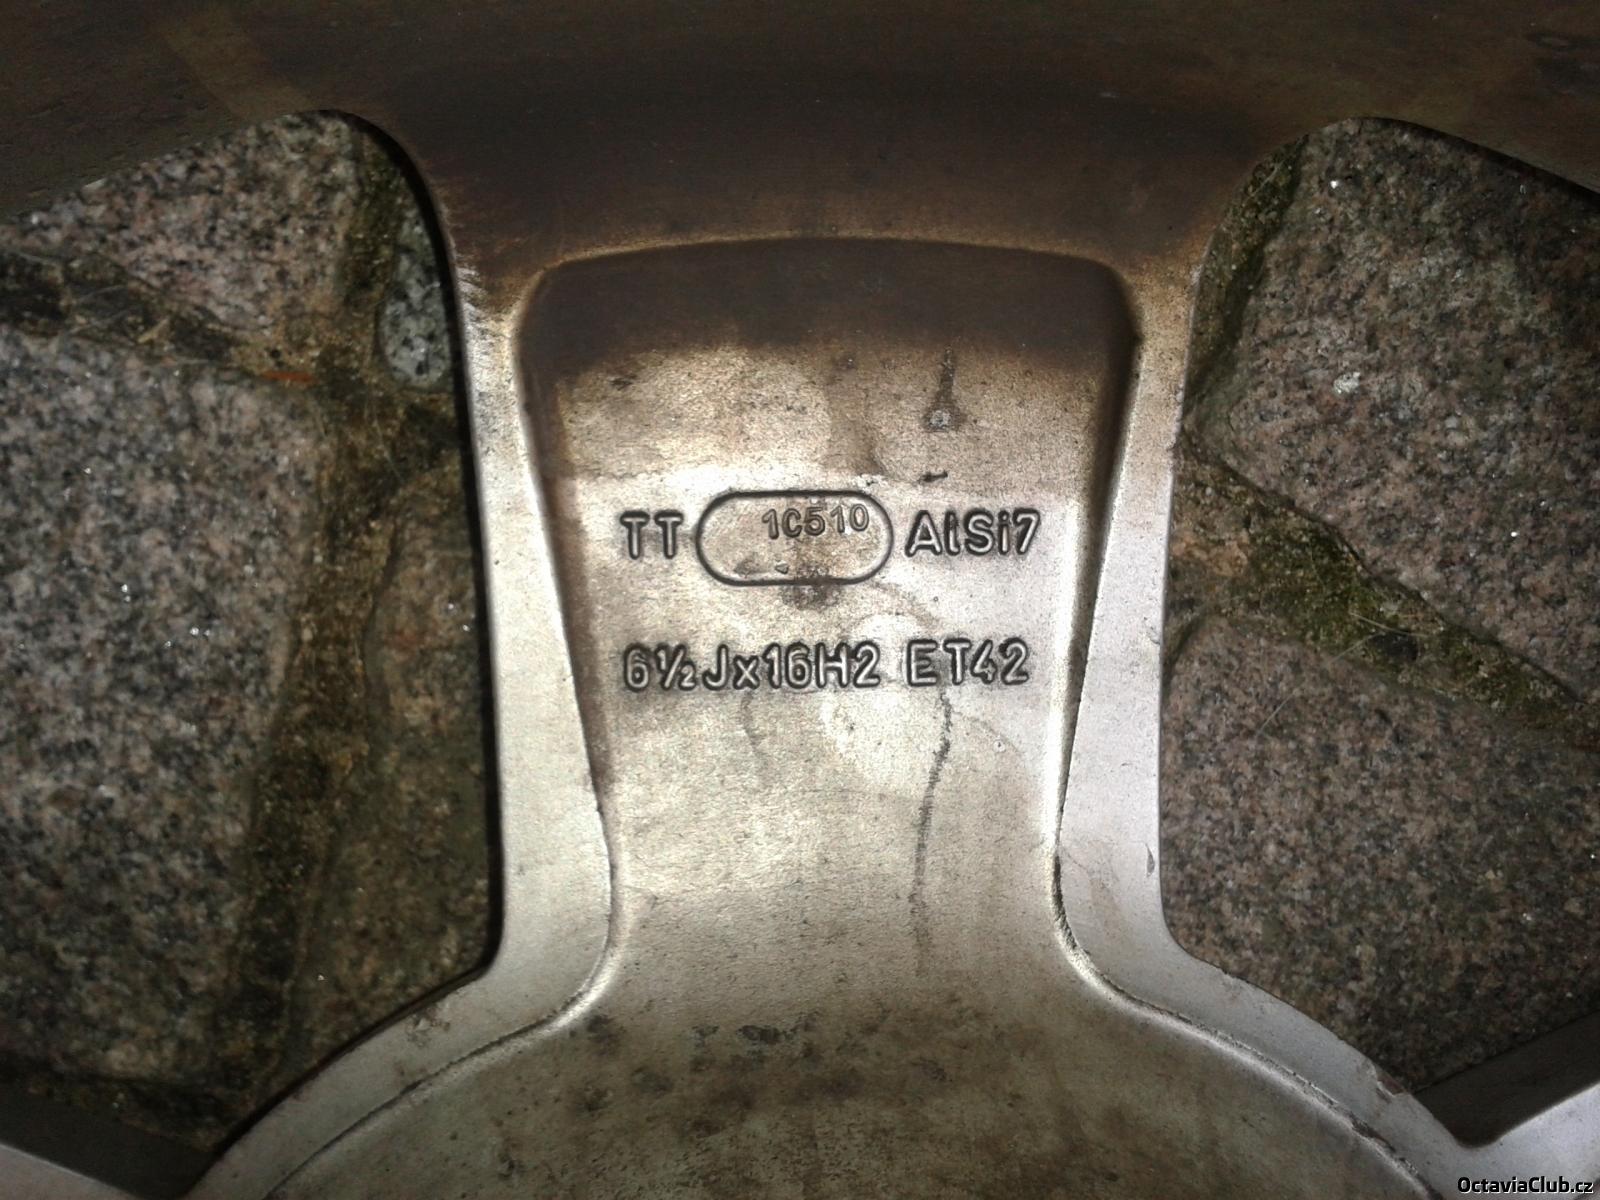 TT 1C510 AlSi7
6½Jx16H2 ET42
OctaviaClub.cz